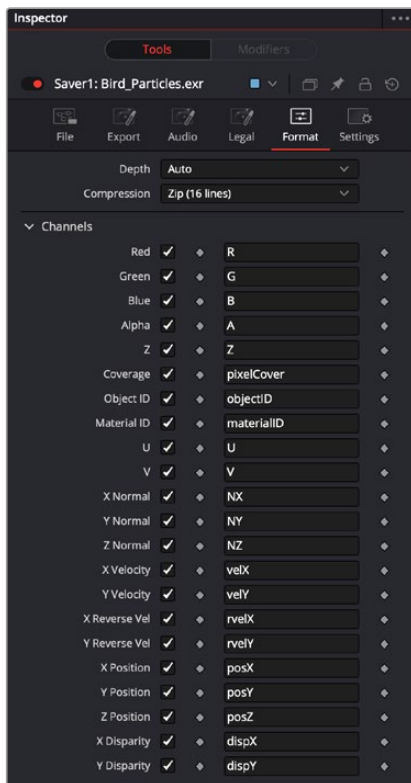 Inspector
Tools Modifiers
Saver1: Bird_Particles.exr
File Export Audio Legal Format Settings
Depth Auto
Compression Zip (16 lines)
Channels
Red R
Green G
Blue B
Alpha A
Z Z
Coverage pixelCover
Object ID objectID
Material ID materialID
U U
V V
X Normal NX
Y Normal NY
Z Normal NZ
X Velocity velX
Y Velocity velY
X Reverse Vel rvelX
Y Reverse Vel rvelY
X Position posX
Y Position posY
Z Position posZ
X Disparity dispX
Y Disparity dispY